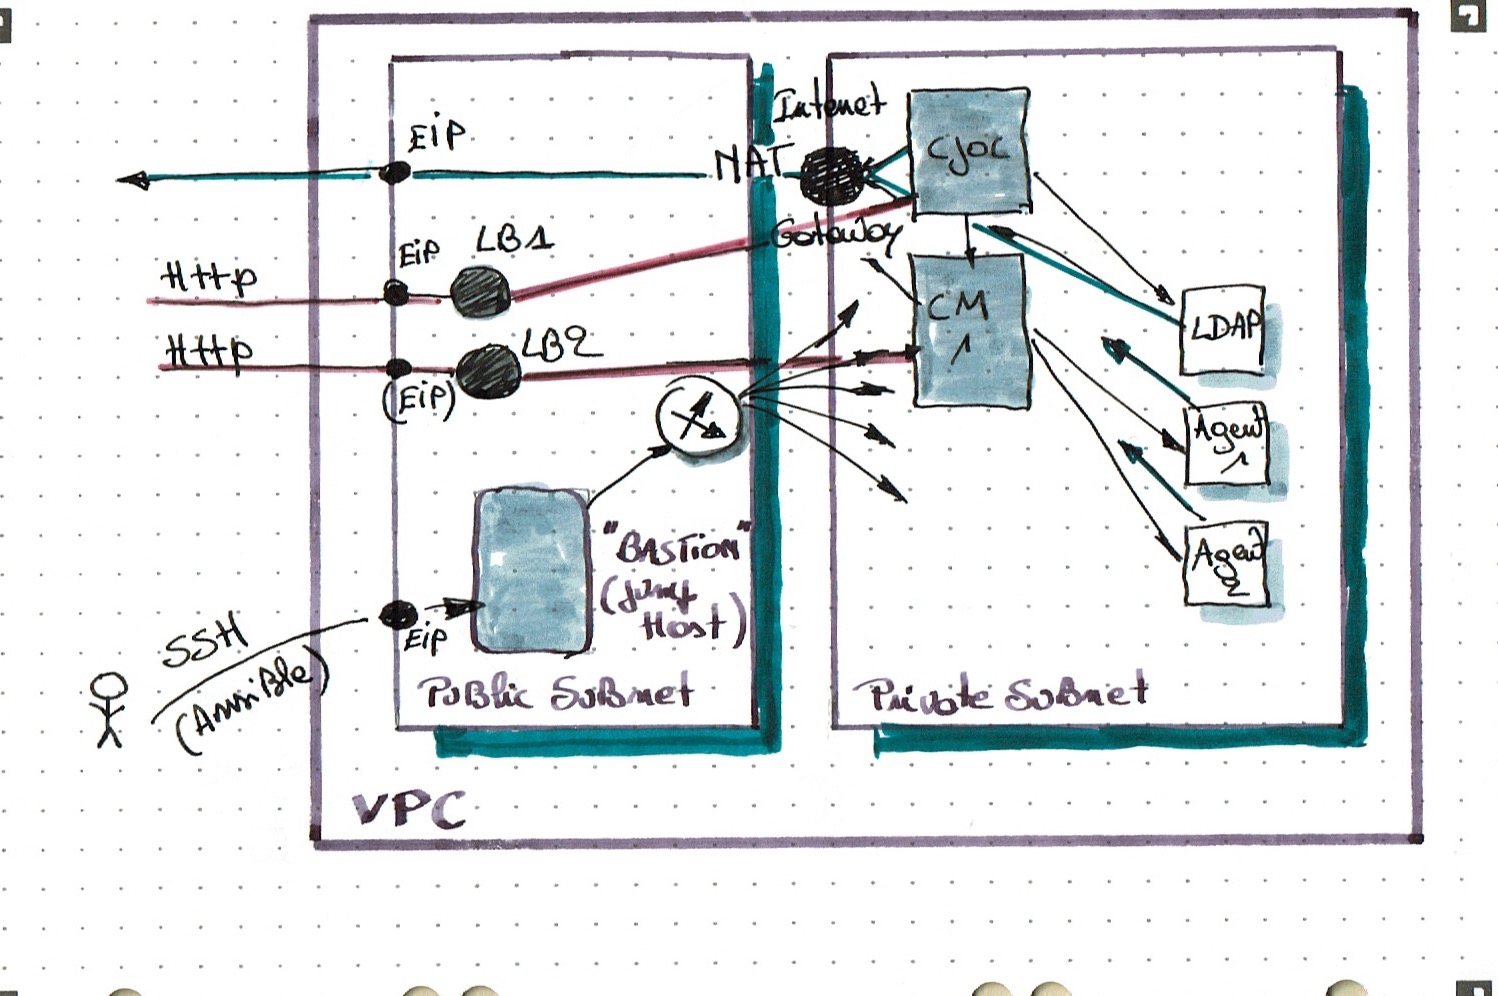 Intenet
EiP
NAT
CJOC
EiP
LB1
Gateway
Http
CM
1
LDAP
Http
LB2
(EiP)
Agent
1
"BASTION"
(Jump
Host)
Agent
2
SSH
(Ansible)
EiP
Public SuBnet
Private SuBnet
VPC